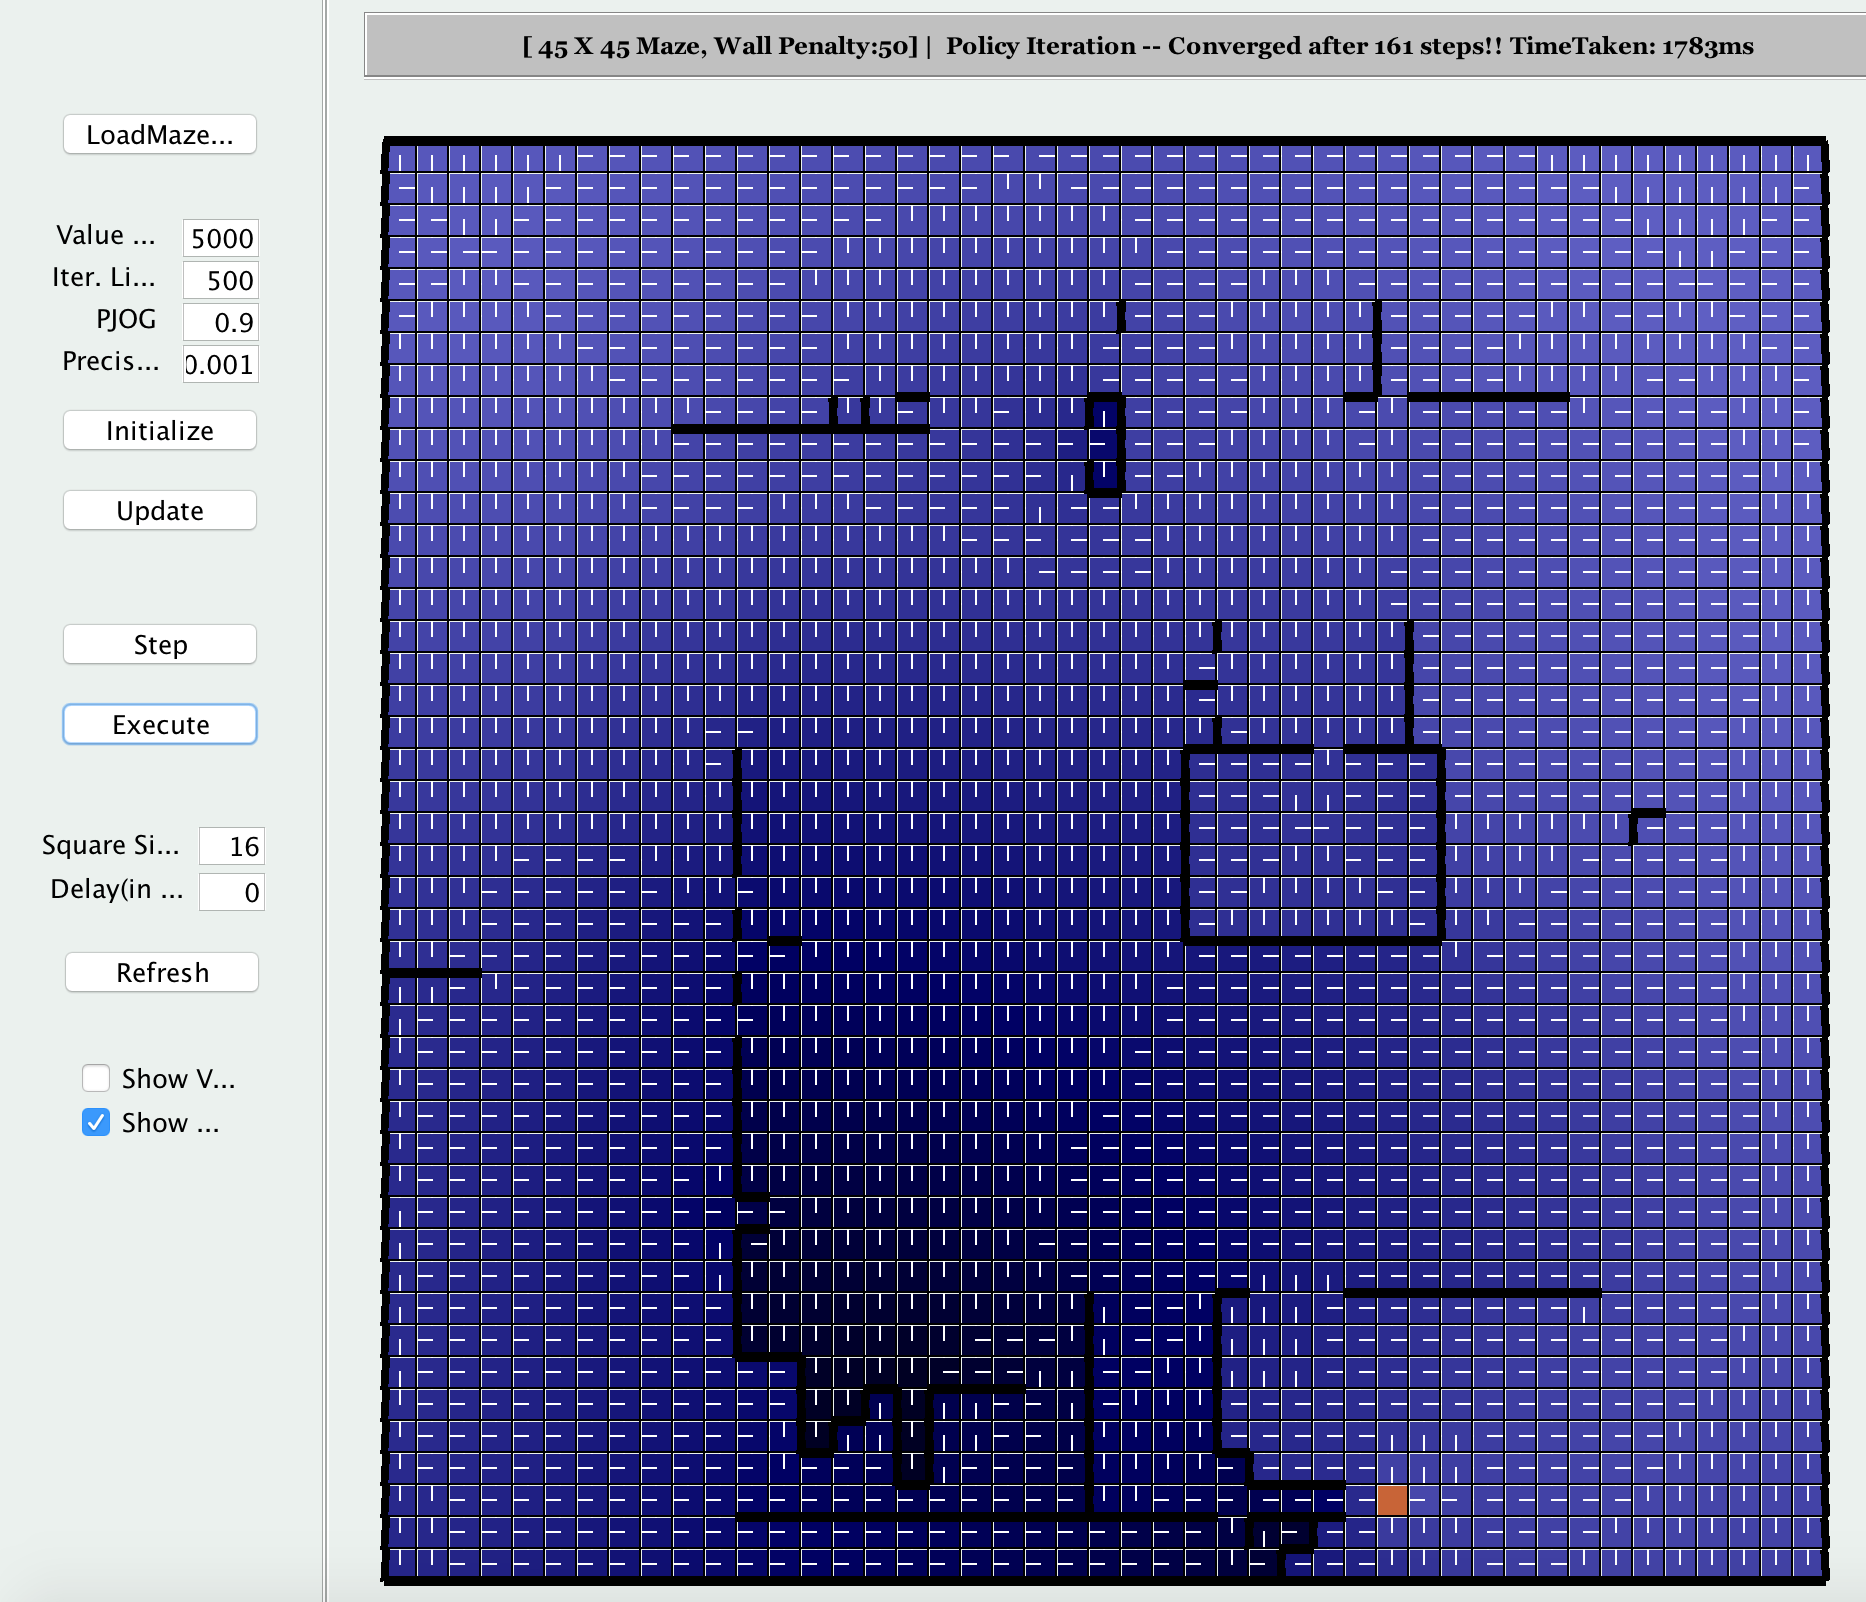 [ 45 X 45 Maze, Wall Penalty:50] | Policy Iteration -- Converged after 161 steps!! TimeTaken: 1783ms
LoadMaze...
Value ... 5000
Iter. Li... 500
PJOG 0.9
Precis... 0.001
Initialize
Update
Step
Execute
Square Si... 16
Delay(in ... 0
Refresh
Show V...
Show ...